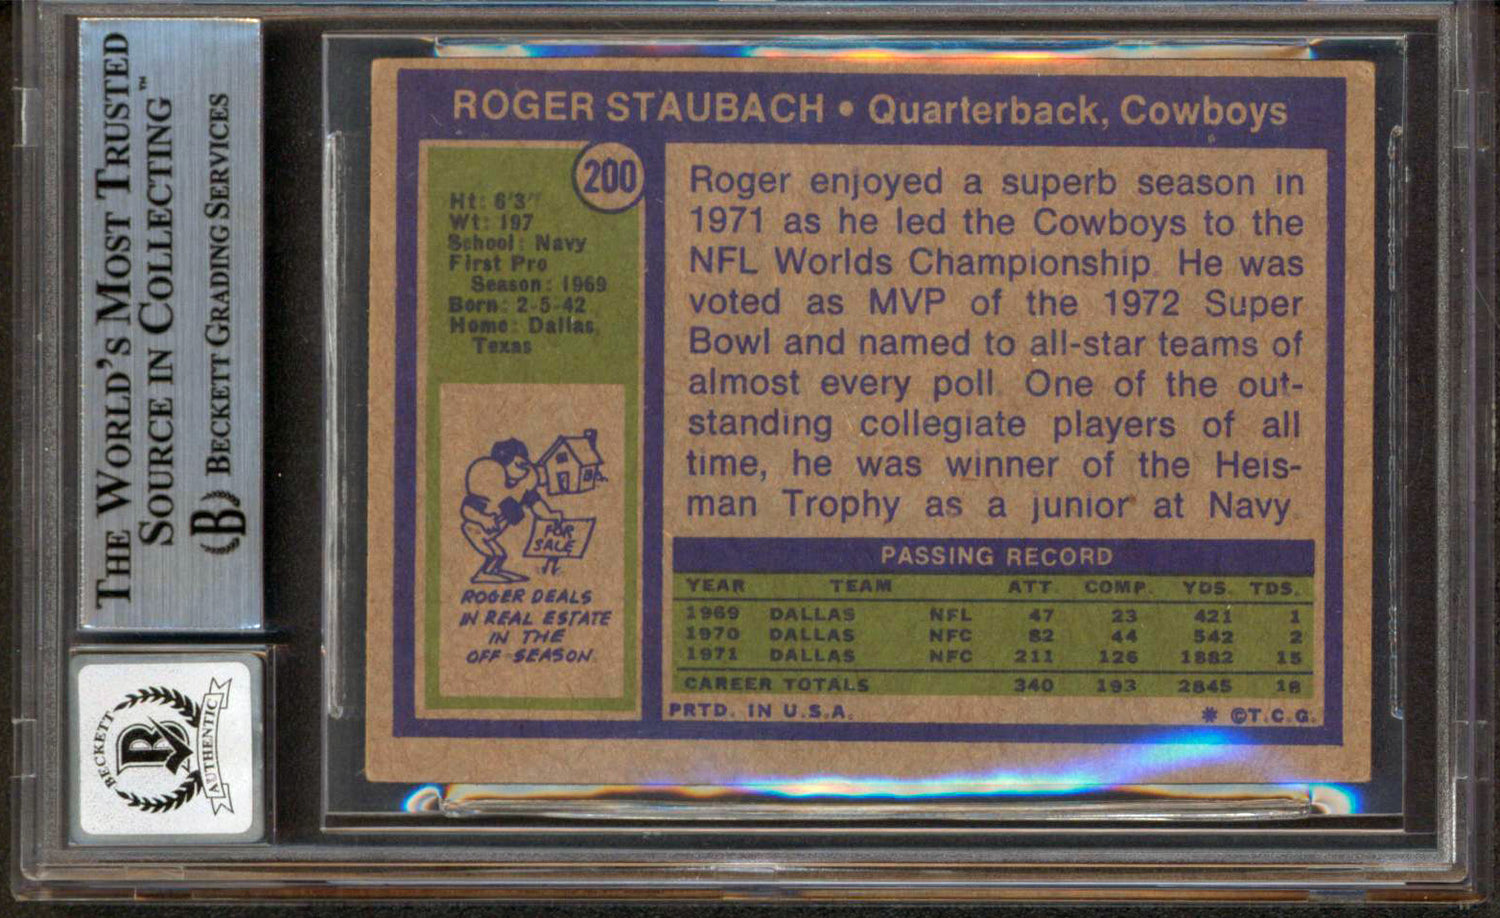 THE WORLD'S MOST TRUSTED
SOURCE IN COLLECTING™
BECKETT GRADING SERVICES
BECKETT
B
AUTHENTIC
ROGER STAUBACH • Quarterback, Cowboys
200
Ht: 6'3"
Wt: 197
School: Navy
First Pro
Season: 1969
Born: 2-5-42
Home: Dallas,
Texas
FOR
SALE
ROGER DEALS
IN REAL ESTATE
IN THE
OFF-SEASON.
Roger enjoyed a superb season in
1971 as he led the Cowboys to the
NFL Worlds Championship. He was
voted as MVP of the 1972 Super
Bowl and named to all-star teams of
almost every poll. One of the out-
standing collegiate players of all
time, he was winner of the Heis-
man Trophy as a junior at Navy
PASSING RECORD
YEAR TEAM ATT. COMP. YDS. TDS.
1969 DALLAS NFL 47 23 421 1
1970 DALLAS NFC 82 44 542 2
1971 DALLAS NFC 211 126 1882 15
CAREER TOTALS 340 193 2845 18
PRTD. IN U.S.A. * ©T.C.G.